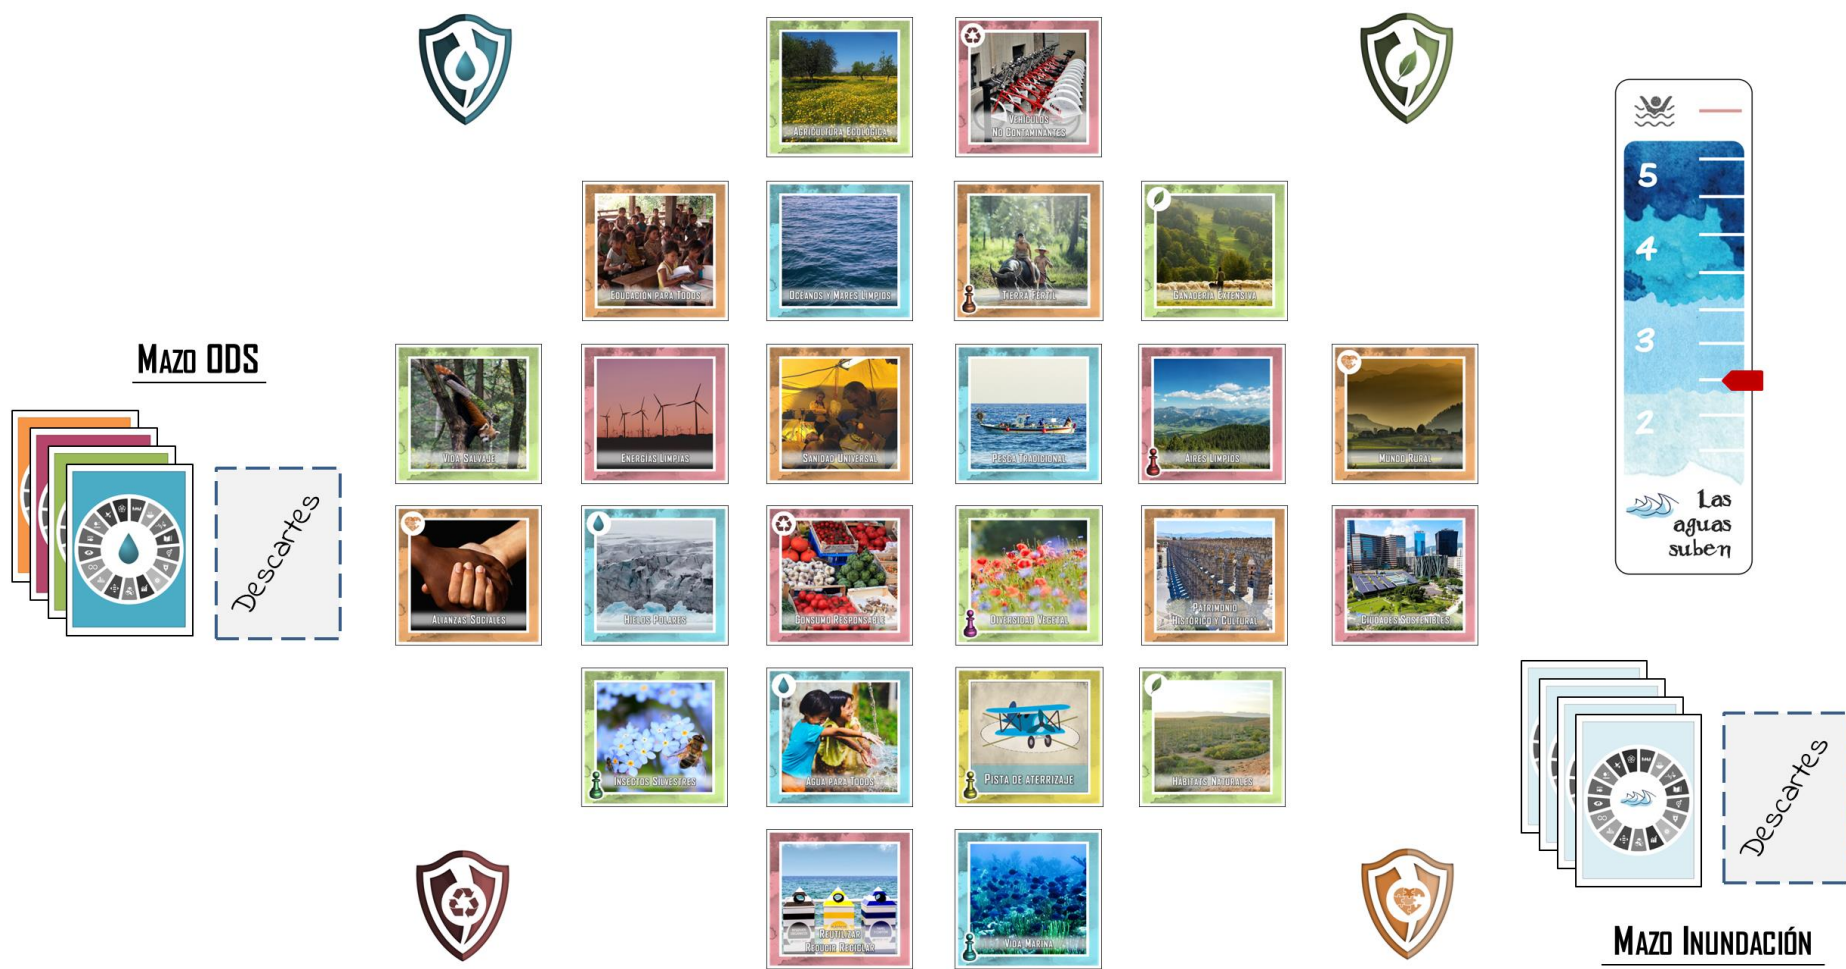 Agricultura Ecológica
Vehículos
No Contaminantes
Educación para Todos
Océanos y Mares Limpios
Tierra Fértil
Ganadería Extensiva
5
4
3
2
Las
aguas
suben
Mazo ODS
Descartes
Vida Salvaje
Energías Limpias
Sanidad Universal
Pesca Tradicional
Aires Limpios
Mundo Rural
Alianzas Sociales
Hielos Polares
Consumo Responsable
Diversidad Vegetal
Patrimonio
Histórico y Cultural
Ciudades Sostenibles
Insectos Silvestres
Agua para Todos
Pista de aterrizaje
Hábitats Naturales
Reutilizar
Reducir Reciclar
Vida Marina
Descartes
Mazo Inundación